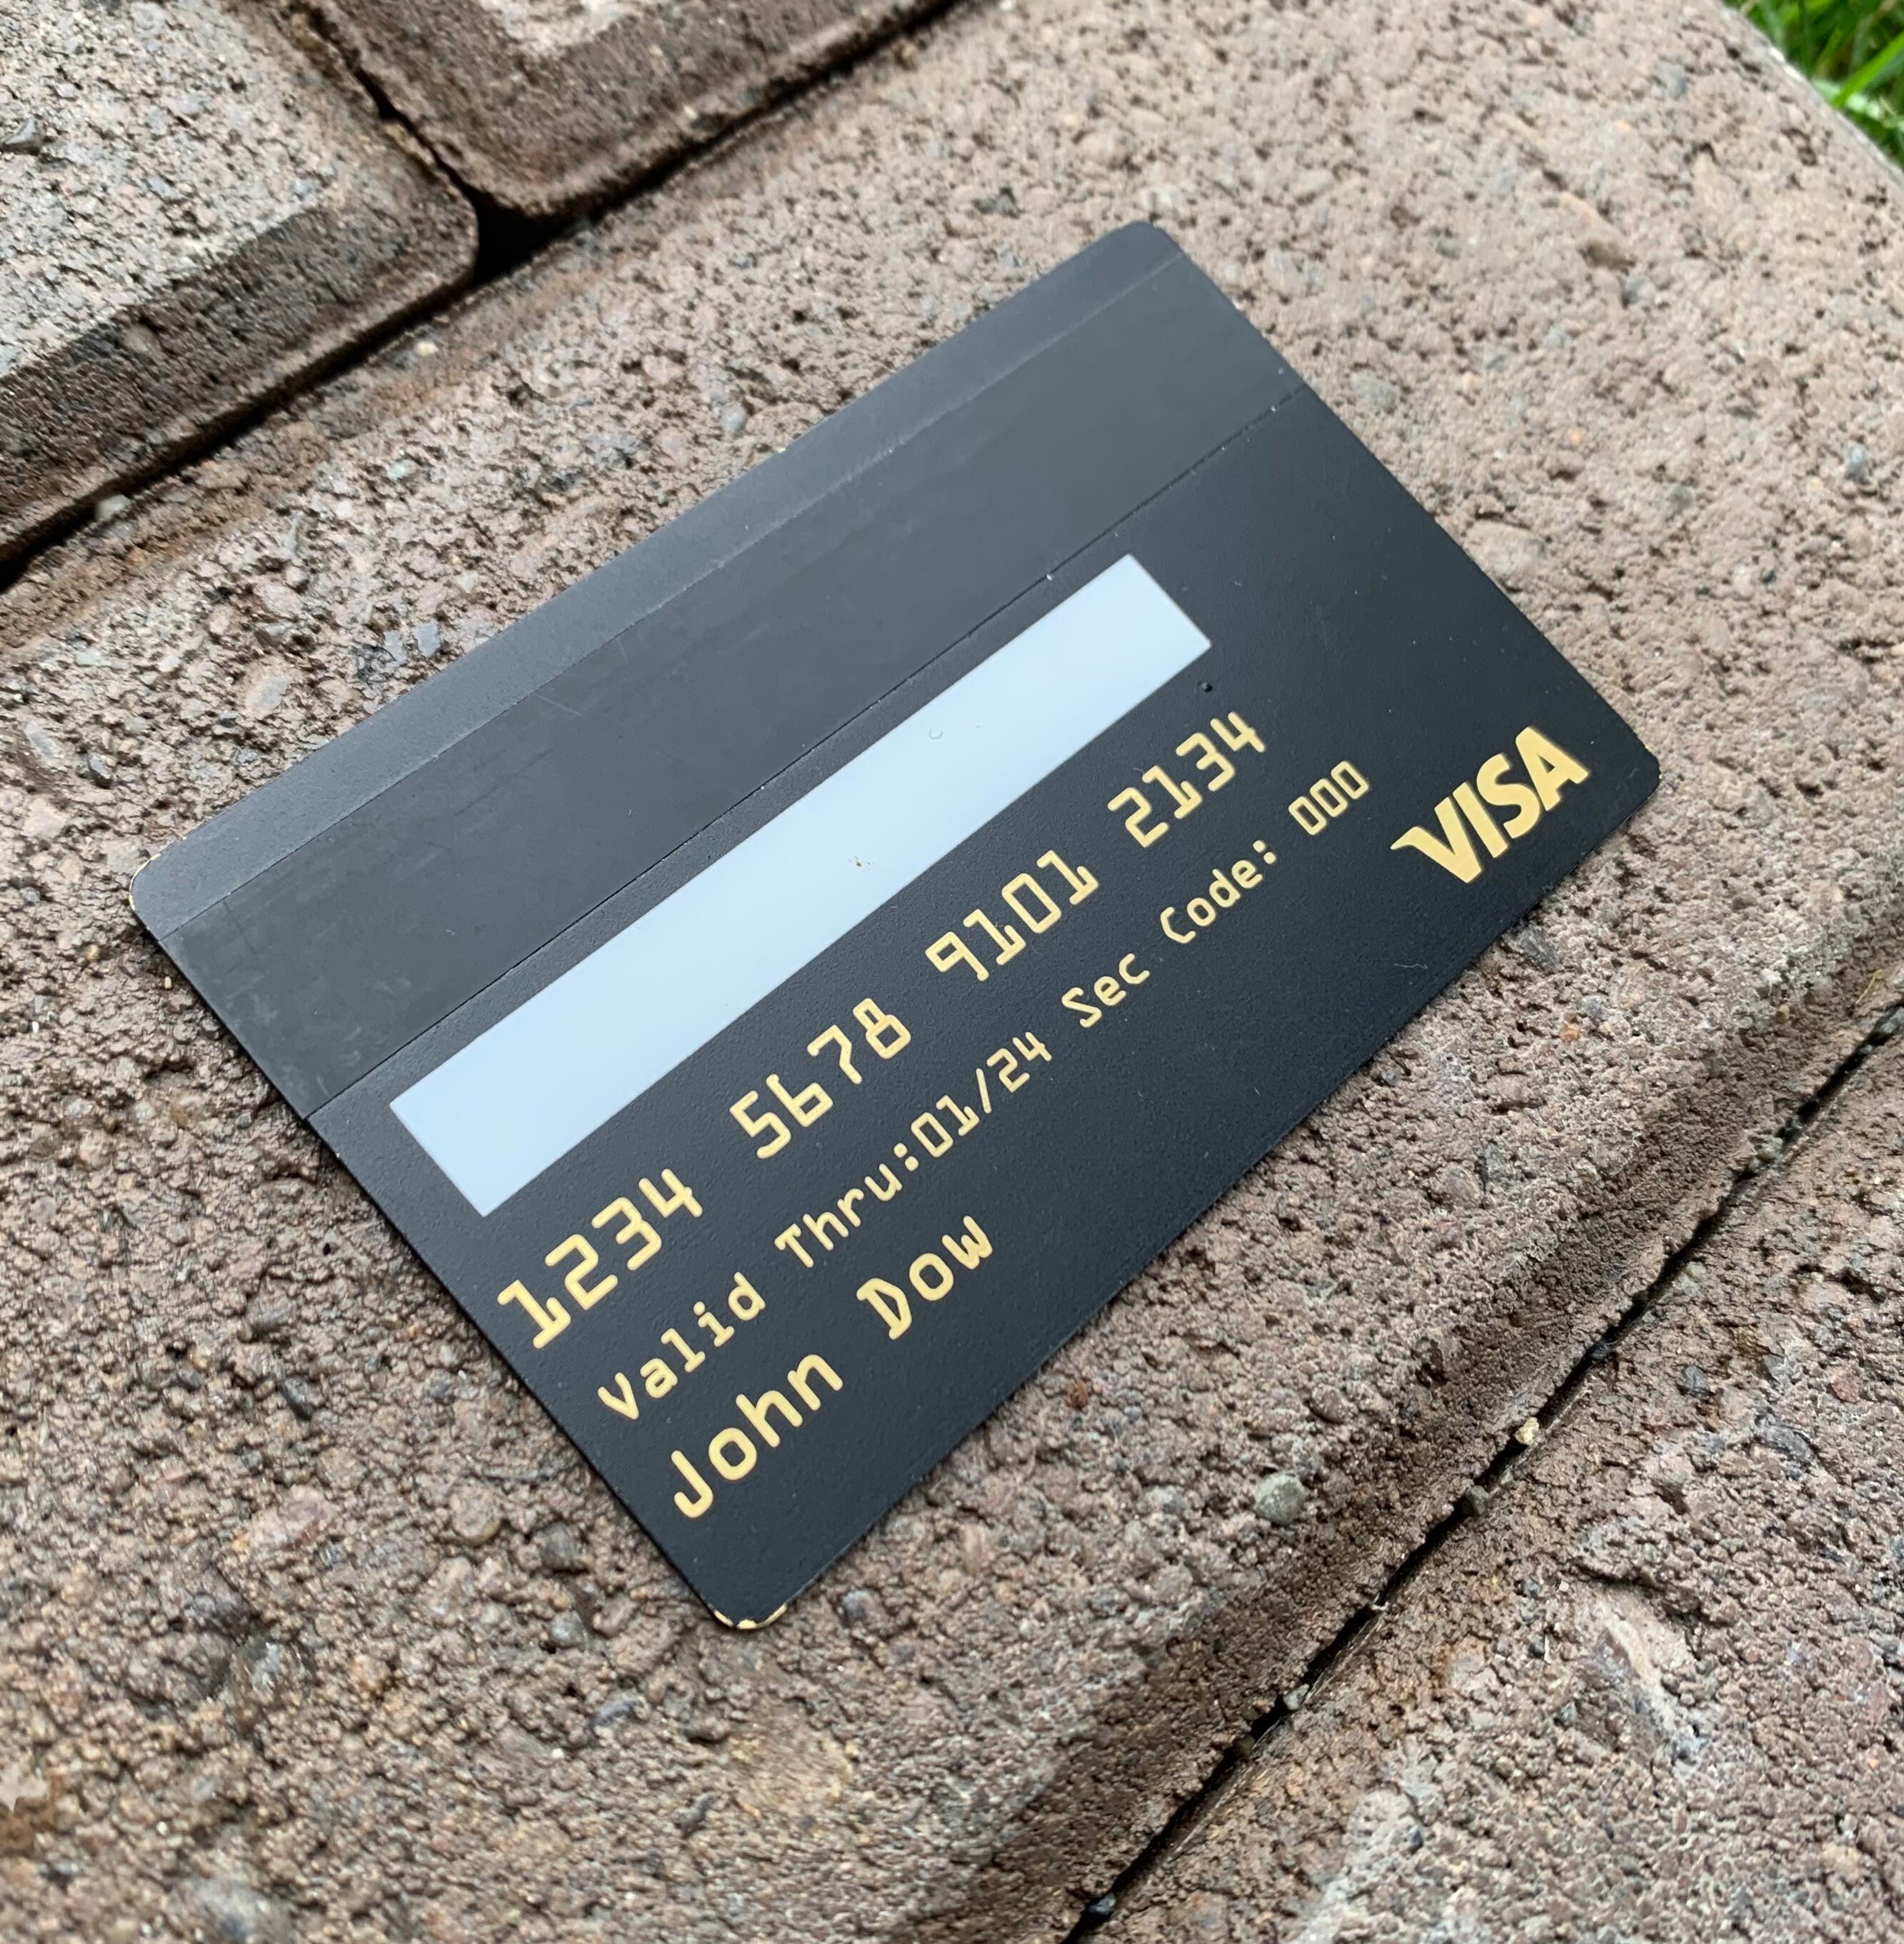 1234 5678 9101 2134
Valid Thru:01/24 Sec Code: 000
VISA
John Dow